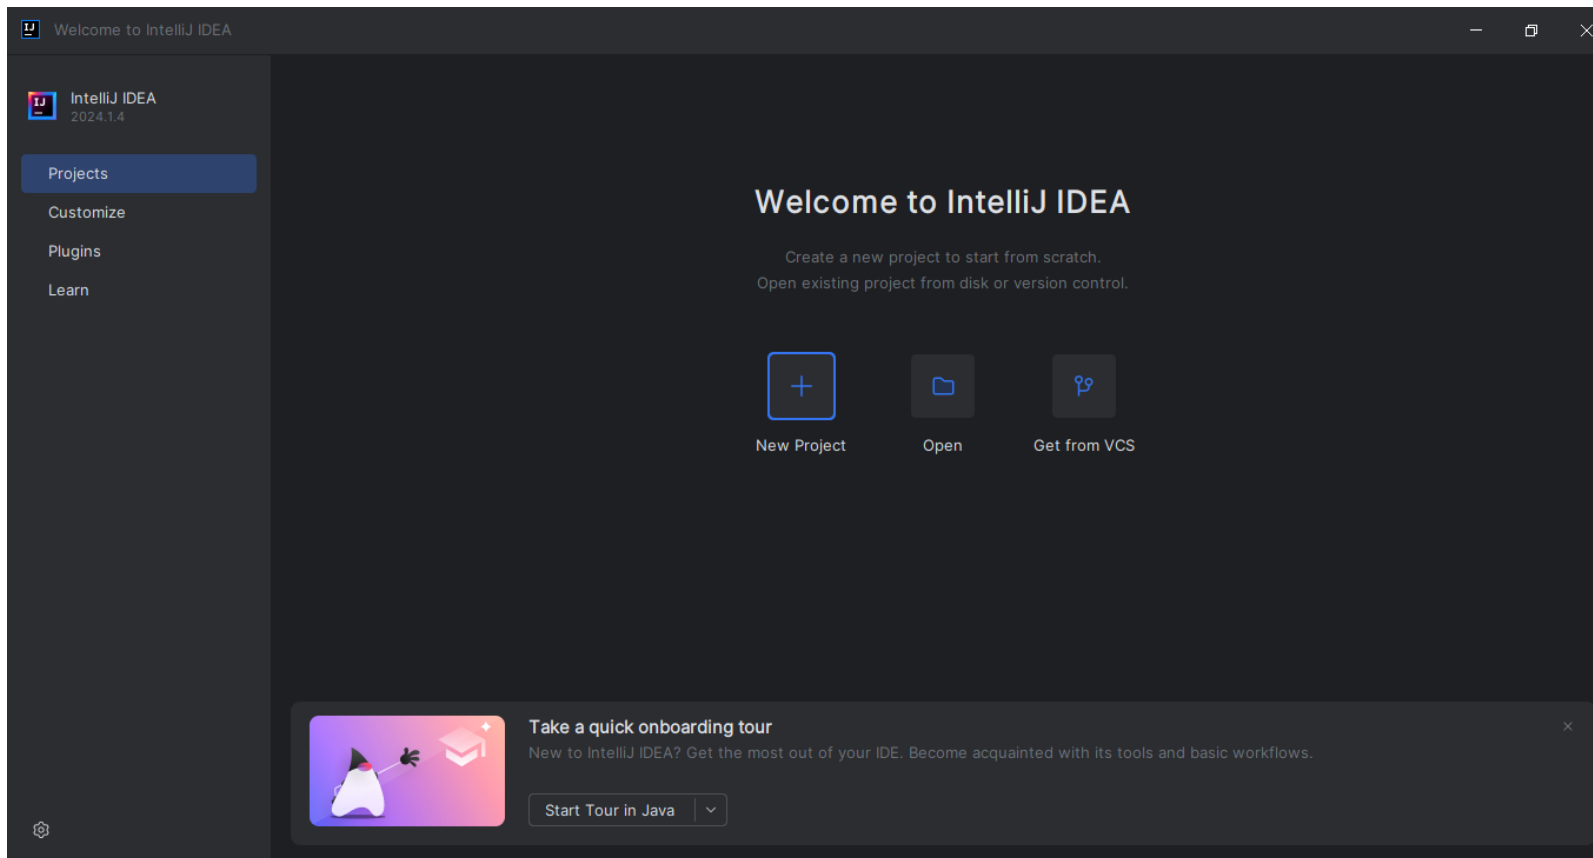 Welcome to IntelliJ IDEA
IJ
IntelliJ IDEA
2024.1.4
Projects
Customize
Plugins
Learn
Welcome to IntelliJ IDEA
Create a new project to start from scratch.
Open existing project from disk or version control.
New Project
Open
Get from VCS
Take a quick onboarding tour
New to IntelliJ IDEA? Get the most out of your IDE. Become acquainted with its tools and basic workflows.
Start Tour in Java